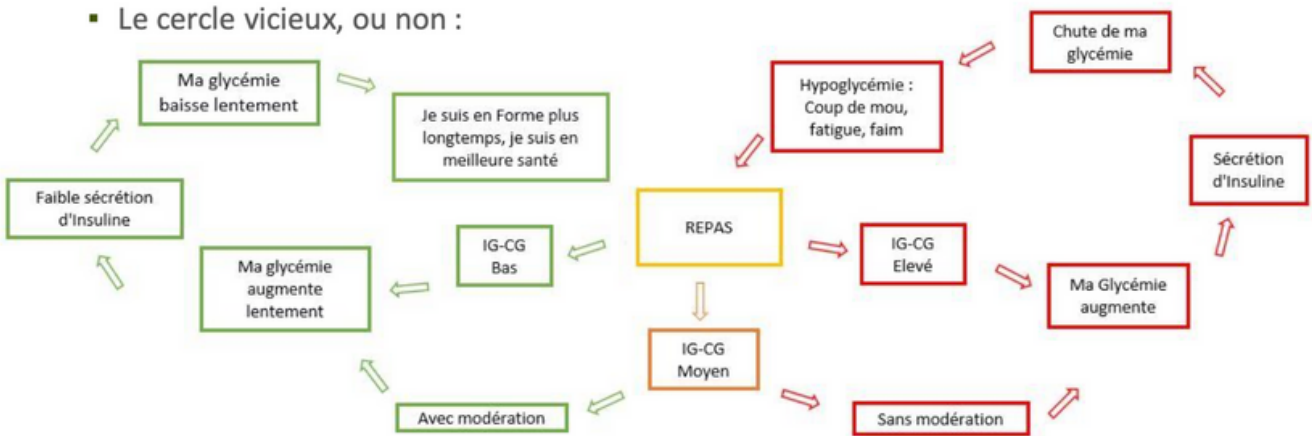 ▪ Le cercle vicieux, ou non :
Chute de ma
glycémie
Ma glycémie
baisse lentement
Hypoglycémie :
Coup de mou,
fatigue, faim
Je suis en Forme plus
longtemps, je suis en
meilleure santé
Sécrétion
d'Insuline
Faible sécrétion
d'Insuline
REPAS
IG-CG
Bas
IG-CG
Elevé
Ma glycémie
augmente
lentement
Ma Glycémie
augmente
IG-CG
Moyen
Avec modération
Sans modération